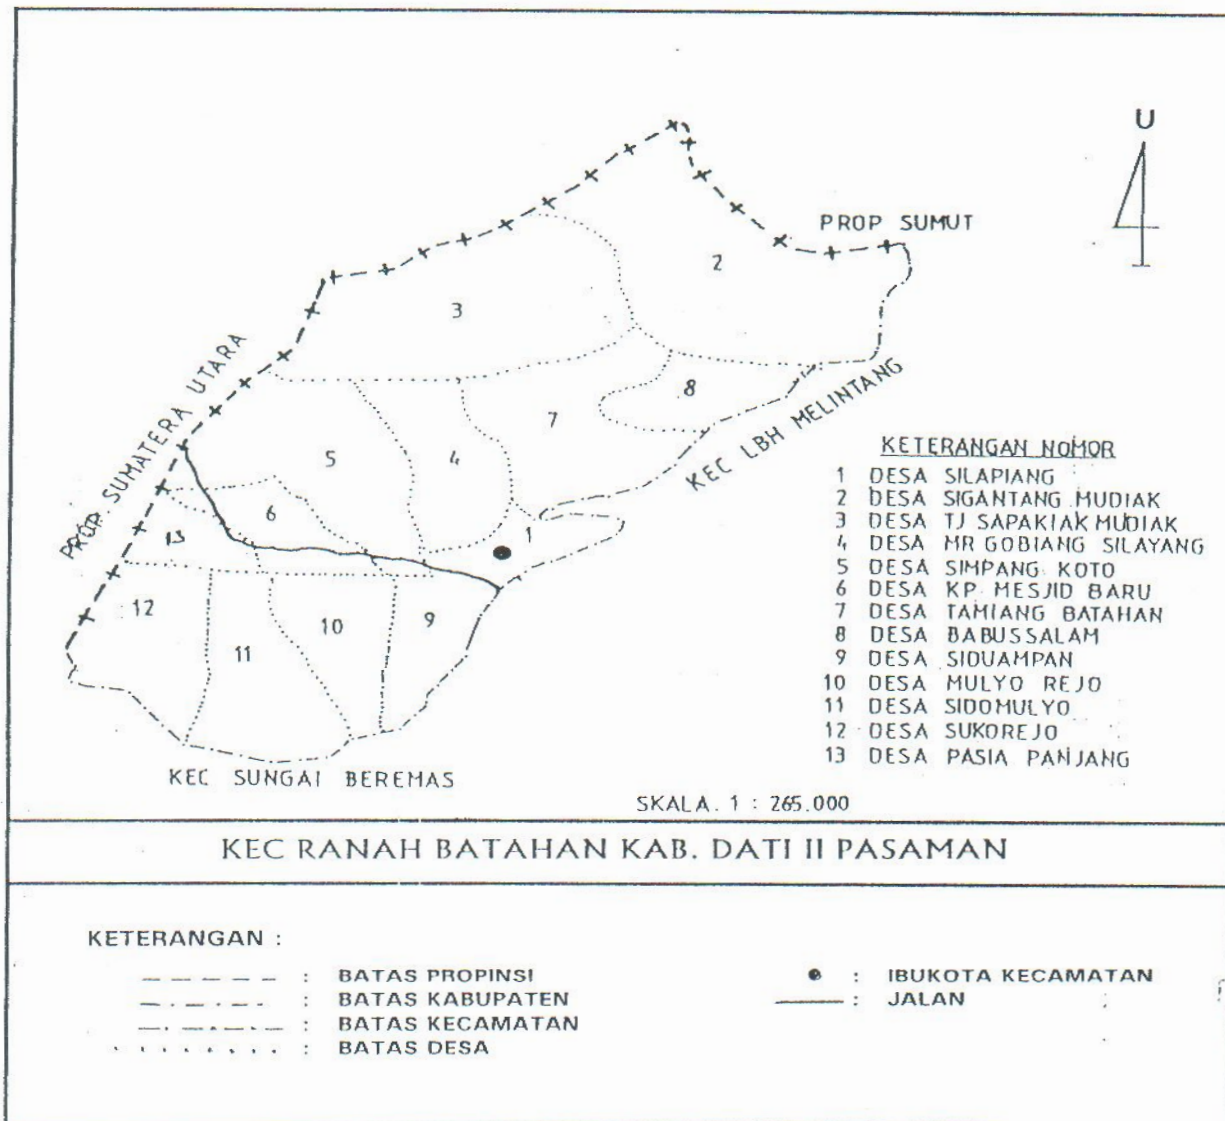 U
PROP SUMUT
2
3
PROP. SUMATERA UTARA
8
7
KEC LBH MELINTANG
5
4
6
13
1
12
9
10
11
KEC SUNGAI BEREMAS
KETERANGAN NOMOR
1 DESA SILAPIANG
2 DESA SIGANTANG MUDIAK
3 DESA TJ SAPAKIAK MUDIAK
4 DESA MR GOBIANG SILAYANG
5 DESA SIMPANG KOTO
6 DESA KP MESJID BARU
7 DESA TAMIANG BATAHAN
8 DESA BABUSSALAM
9 DESA SIDUAMPAN
10 DESA MULYO REJO
11 DESA SIDOMULYO
12 DESA SUKOREJO
13 DESA PASIA PANJANG
SKALA. 1 : 265.000
KEC RANAH BATAHAN KAB. DATI II PASAMAN
KETERANGAN :
: BATAS PROPINSI
: BATAS KABUPATEN
: BATAS KECAMATAN
: BATAS DESA
: IBUKOTA KECAMATAN
: JALAN